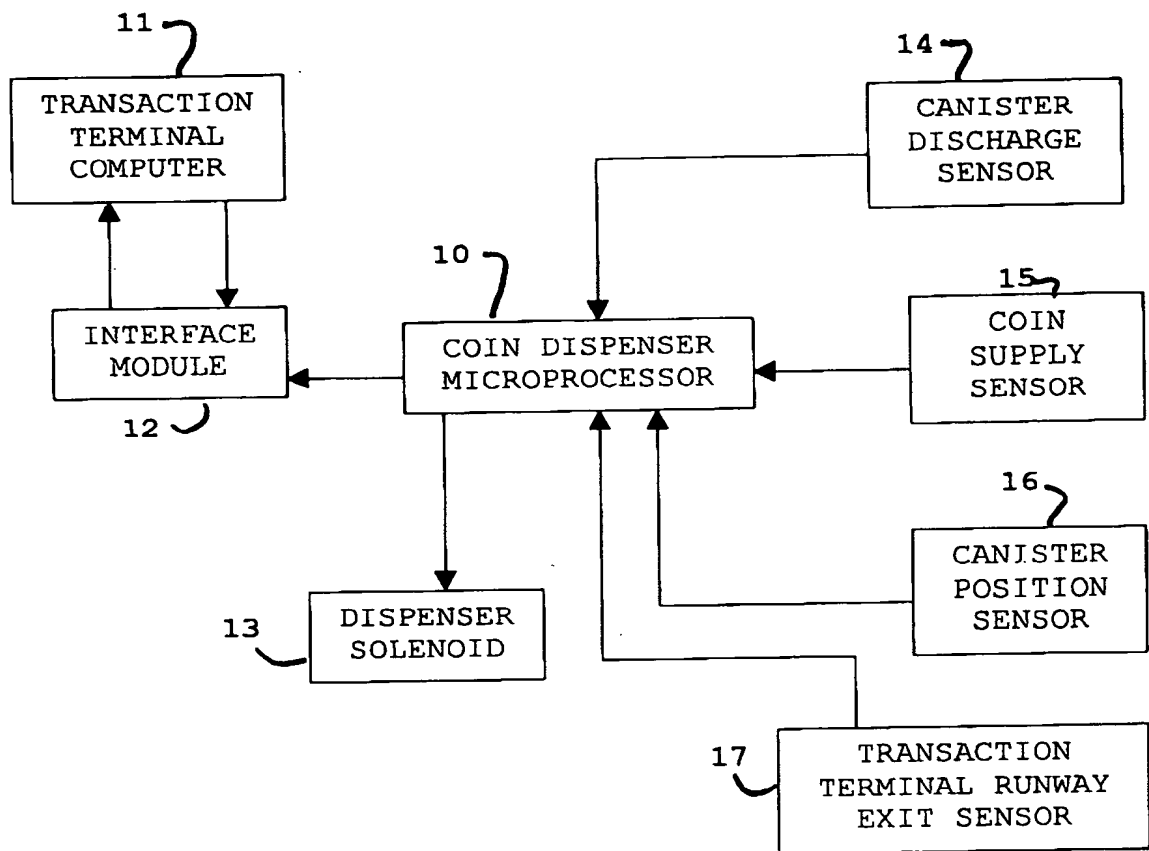 11
TRANSACTION
TERMINAL
COMPUTER
14
CANISTER
DISCHARGE
SENSOR
10
INTERFACE
MODULE
12
COIN DISPENSER
MICROPROCESSOR
15
COIN
SUPPLY
SENSOR
16
CANISTER
POSITION
SENSOR
13
DISPENSER
SOLENOID
17
TRANSACTION
TERMINAL RUNWAY
EXIT SENSOR